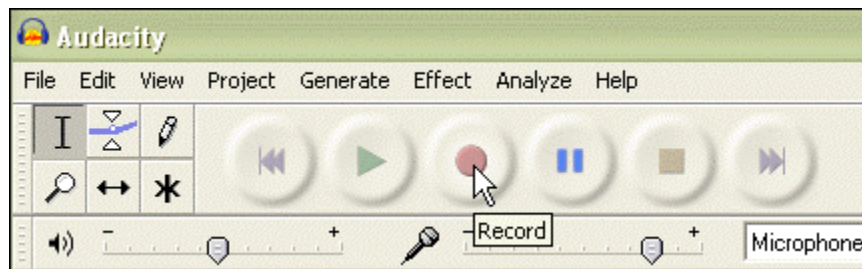 Audacity
File Edit View Project Generate Effect Analyze Help
Record
- + - + Microphone